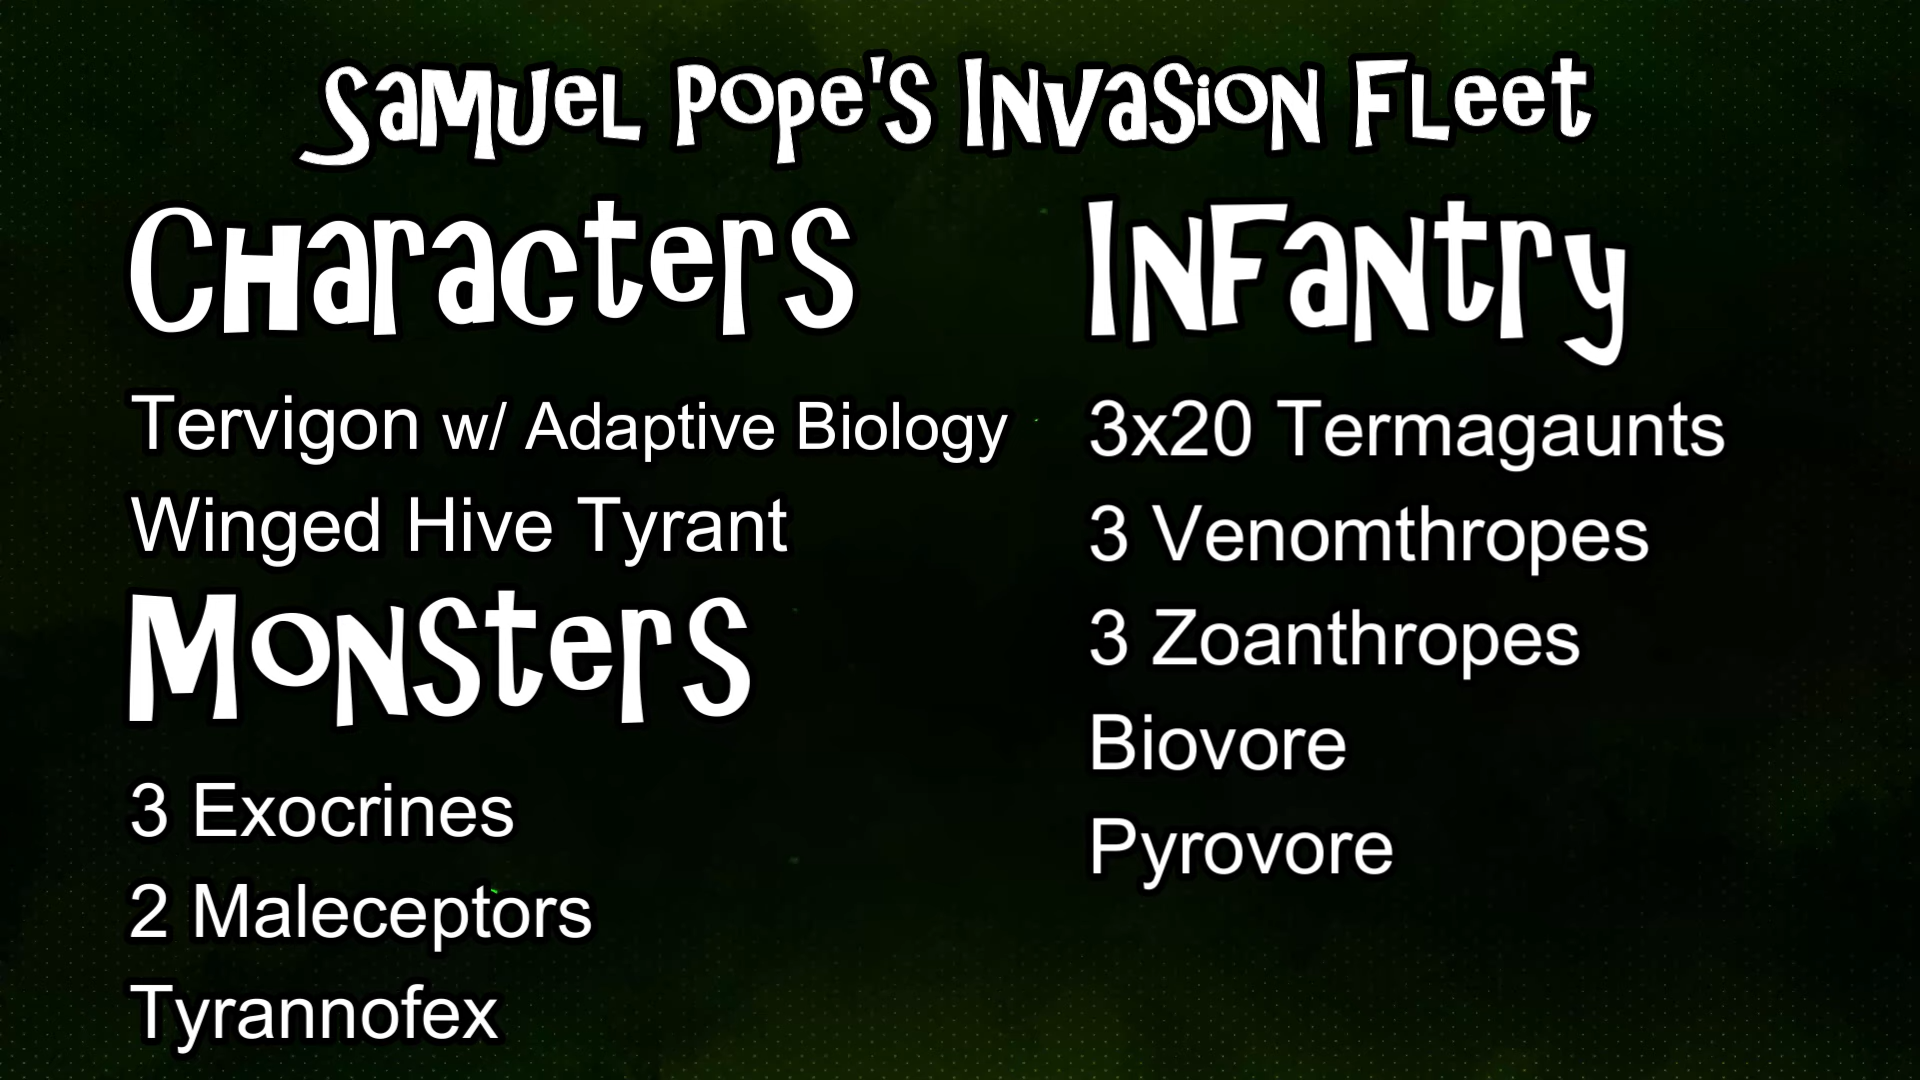 Samuel Pope's Invasion Fleet
Characters
Tervigon w/ Adaptive Biology
Winged Hive Tyrant
Monsters
3 Exocrines
2 Maleceptors
Tyrannofex
Infantry
3x20 Termagaunts
3 Venomthropes
3 Zoanthropes
Biovore
Pyrovore